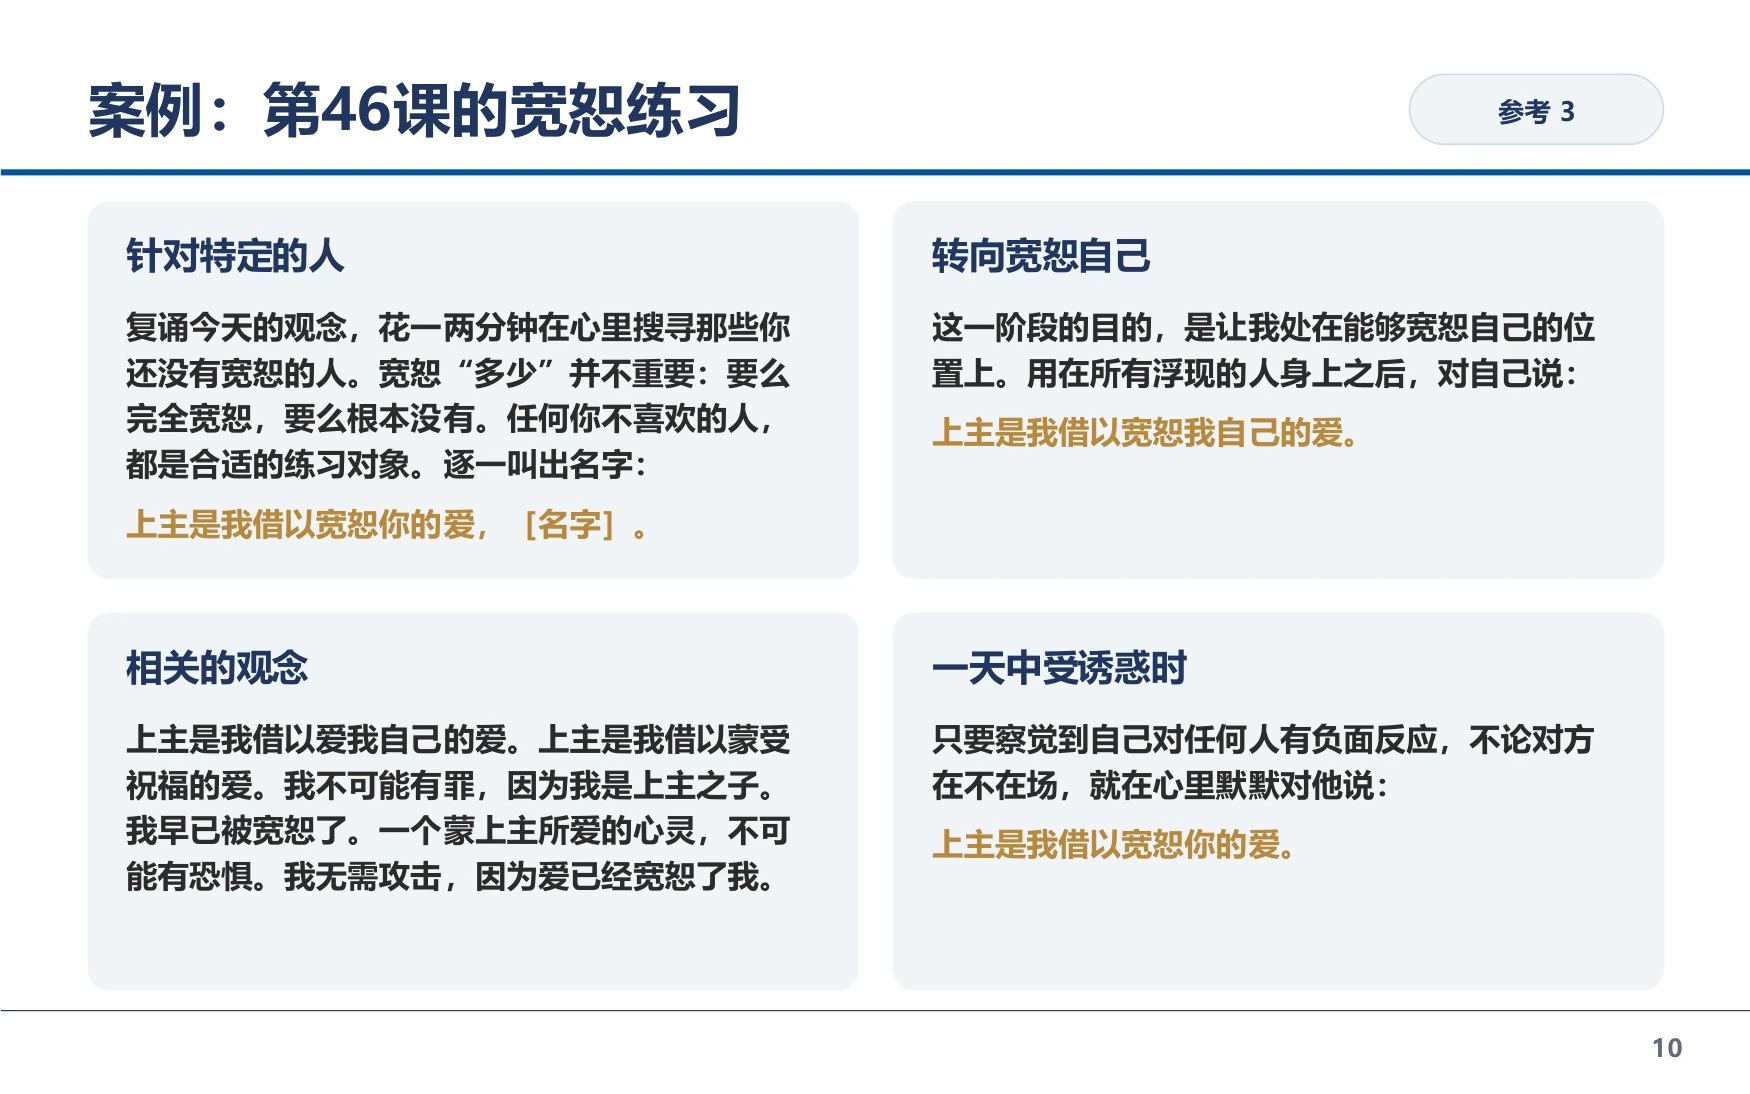 案例：第46课的宽恕练习
参考 3
针对特定的人
复诵今天的观念，花一两分钟在心里搜寻那些你
还没有宽恕的人。宽恕“多少”并不重要：要么
完全宽恕，要么根本没有。任何你不喜欢的人，
都是合适的练习对象。逐一叫出名字：
上主是我借以宽恕你的爱，［名字］。
转向宽恕自己
这一阶段的目的，是让我处在能够宽恕自己的位
置上。用在所有浮现的人身上之后，对自己说：
上主是我借以宽恕我自己的爱。
相关的观念
上主是我借以爱我自己的爱。上主是我借以蒙受
祝福的爱。我不可能有罪，因为我是上主之子。
我早已被宽恕了。一个蒙上主所爱的心灵，不可
能有恐惧。我无需攻击，因为爱已经宽恕了我。
一天中受诱惑时
只要察觉到自己对任何人有负面反应，不论对方
在不在场，就在心里默默对他说：
上主是我借以宽恕你的爱。
10